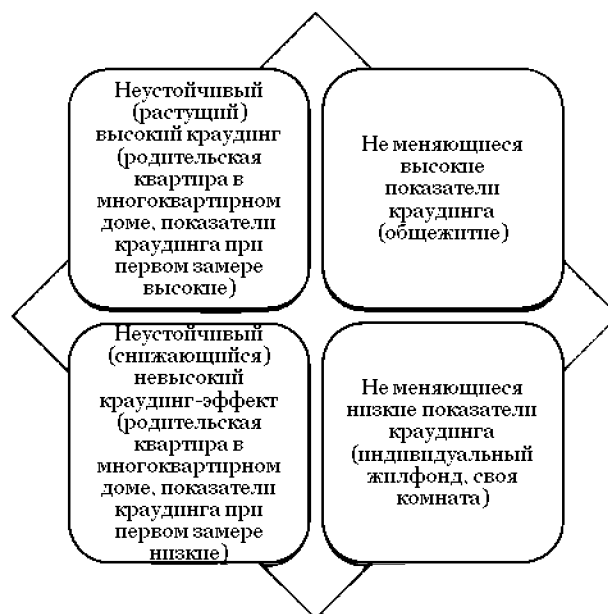 Неустойчивый
(растущий)
высокий краудинг
(родительская
квартира в
многоквартирном
доме, показатели
краудинга при
первом замере
высокие)
Не меняющиеся
высокие
показатели
краудинга
(общежитие)
Неустойчивый
(снижающийся)
невысокий
краудинг-эффект
(родительская
квартира в
многоквартирном
доме, показатели
краудинга при
первом замере
низкие)
Не меняющиеся
низкие показатели
краудинга
(индивидуальный
жилфонд, своя
комната)